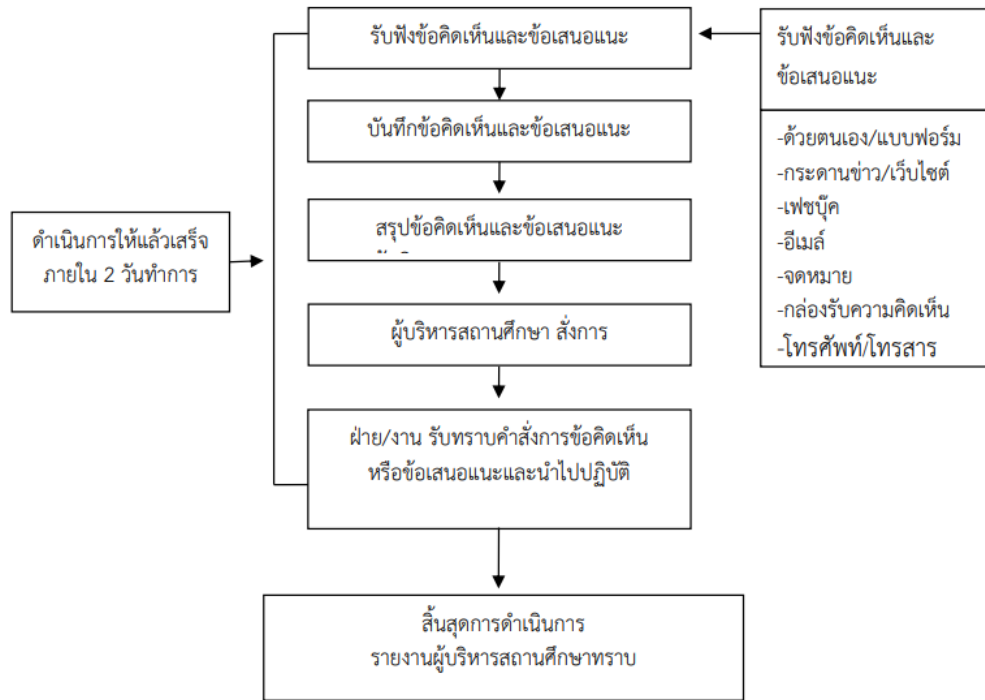 รับฟังข้อคิดเห็นและข้อเสนอแนะ
บันทึกข้อคิดเห็นและข้อเสนอแนะ
สรุปข้อคิดเห็นและข้อเสนอแนะ
ผู้บริหารสถานศึกษา สั่งการ
ฝ่าย/งาน รับทราบคำสั่งการข้อคิดเห็น
หรือข้อเสนอแนะและนำไปปฏิบัติ
สิ้นสุดการดำเนินการ
รายงานผู้บริหารสถานศึกษาทราบ
ดำเนินการให้แล้วเสร็จ
ภายใน 2 วันทำการ
รับฟังข้อคิดเห็นและ
ข้อเสนอแนะ
-ด้วยตนเอง/แบบฟอร์ม
-กระดานข่าว/เว็บไซต์
-เฟชบุ๊ค
-อีเมล์
-จดหมาย
-กล่องรับความคิดเห็น
-โทรศัพท์/โทรสาร